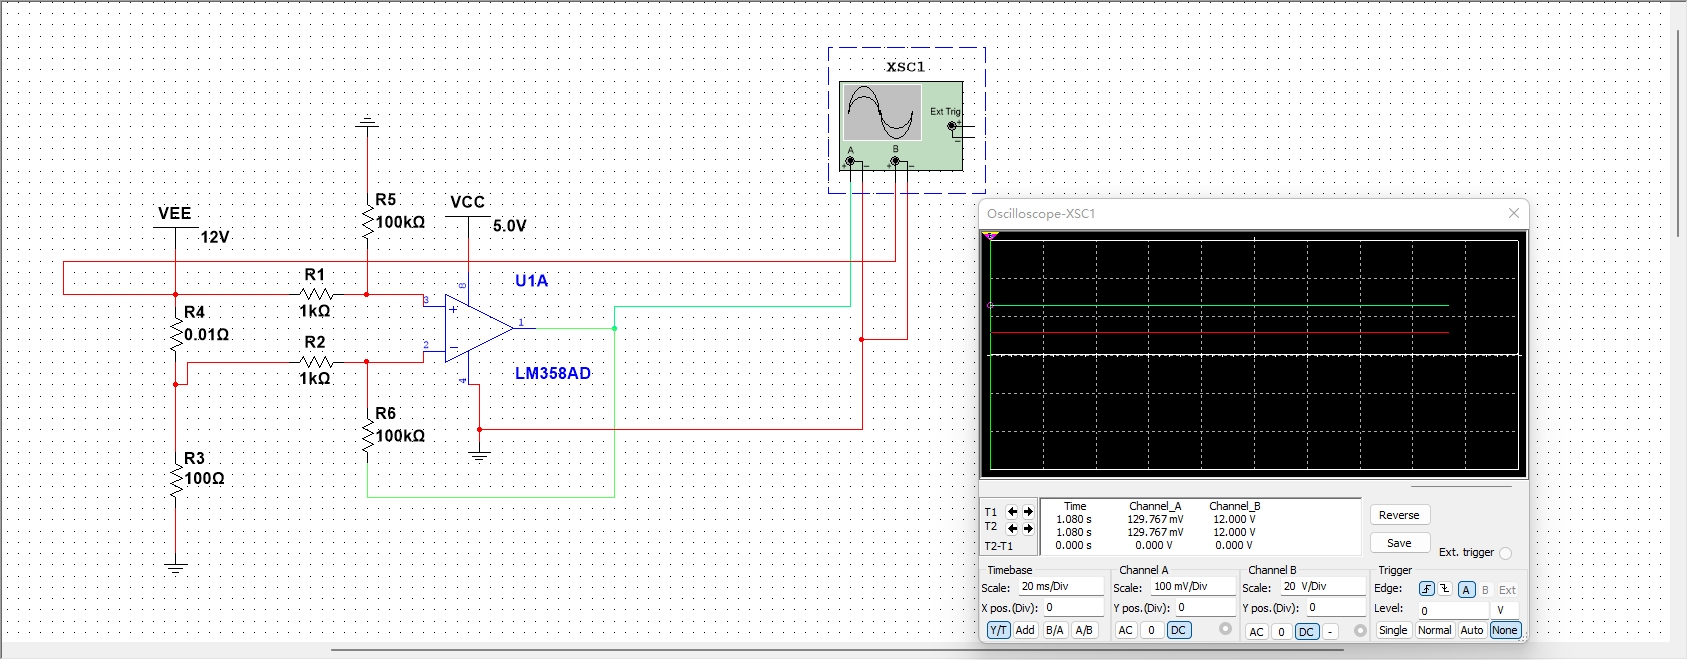 XSC1
Ext Trig
+
−
A
B
+ − + −
R5
100kΩ
VEE
12V
VCC
5.0V
R1
1kΩ
8
U1A
3
+
1
2
−
4
LM358AD
R4
0.01Ω
R2
1kΩ
R6
100kΩ
R3
100Ω
Oscilloscope-XSC1
T1
T2
T2-T1
Time Channel_A Channel_B
1.080 s 129.767 mV 12.000 V
1.080 s 129.767 mV 12.000 V
0.000 s 0.000 V 0.000 V
Reverse
Save
Ext. trigger
Timebase
Scale: 20 ms/Div
X pos.(Div): 0
Y/T Add B/A A/B
Channel A
Scale: 100 mV/Div
Y pos.(Div): 0
AC 0 DC
Channel B
Scale: 20 V/Div
Y pos.(Div): 0
AC 0 DC -
Trigger
Edge: A B Ext
Level: 0 V
Single Normal Auto None